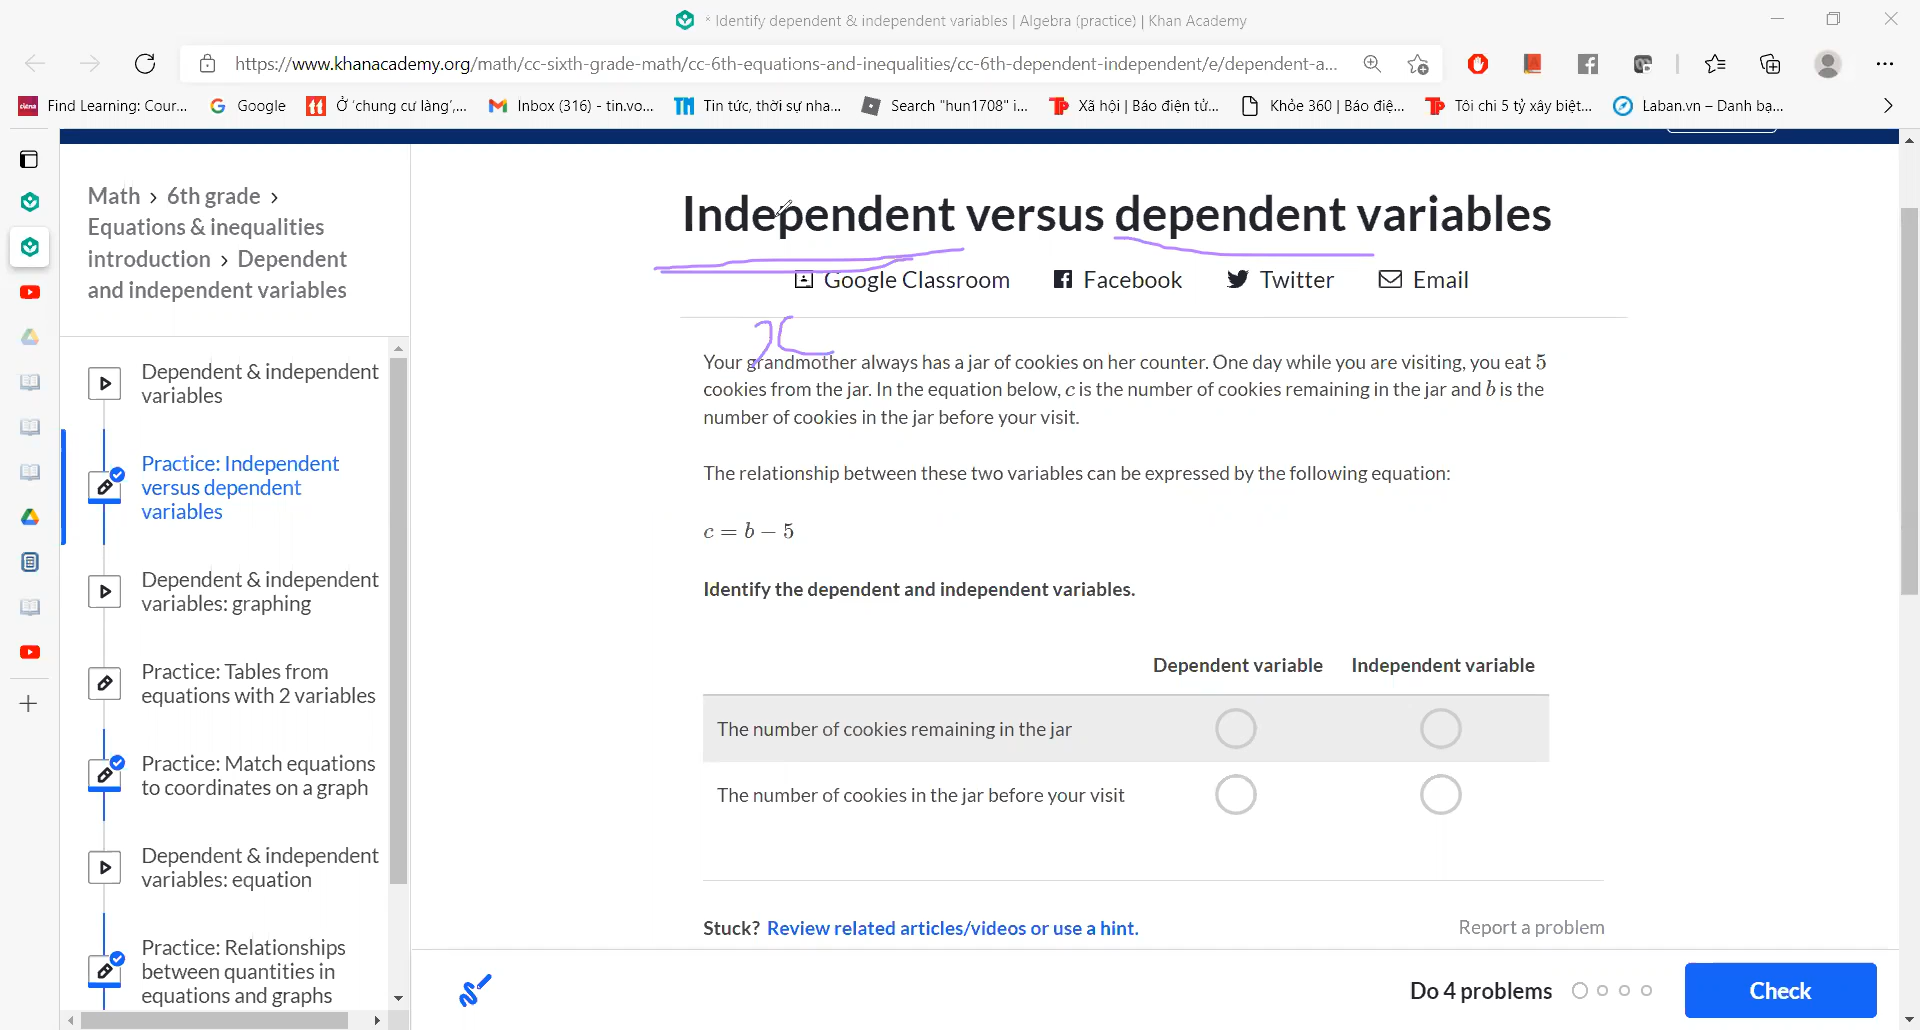 * Identify dependent & independent variables | Algebra (practice) | Khan Academy
https://www.khanacademy.org/math/cc-sixth-grade-math/cc-6th-equations-and-inequalities/cc-6th-dependent-independent/e/dependent-a...
Find Learning: Cour... Google Ở 'chung cư làng',... Inbox (316) - tin.vo... Tin tức, thời sự nha... Search "hun1708" i... Xã hội | Báo điện tử... Khỏe 360 | Báo điệ... Tôi chi 5 tỷ xây biệt... Laban.vn – Danh bạ...
Math › 6th grade ›
Equations & inequalities
introduction › Dependent
and independent variables
Dependent & independent
variables
Practice: Independent
versus dependent
variables
Dependent & independent
variables: graphing
Practice: Tables from
equations with 2 variables
Practice: Match equations
to coordinates on a graph
Dependent & independent
variables: equation
Practice: Relationships
between quantities in
equations and graphs
Independent versus dependent variables
Google Classroom Facebook Twitter Email
x
Your grandmother always has a jar of cookies on her counter. One day while you are visiting, you eat 5
cookies from the jar. In the equation below, c is the number of cookies remaining in the jar and b is the
number of cookies in the jar before your visit.
The relationship between these two variables can be expressed by the following equation:
c = b − 5
Identify the dependent and independent variables.
Dependent variable Independent variable
The number of cookies remaining in the jar
The number of cookies in the jar before your visit
Stuck? Review related articles/videos or use a hint.
Report a problem
Do 4 problems
Check